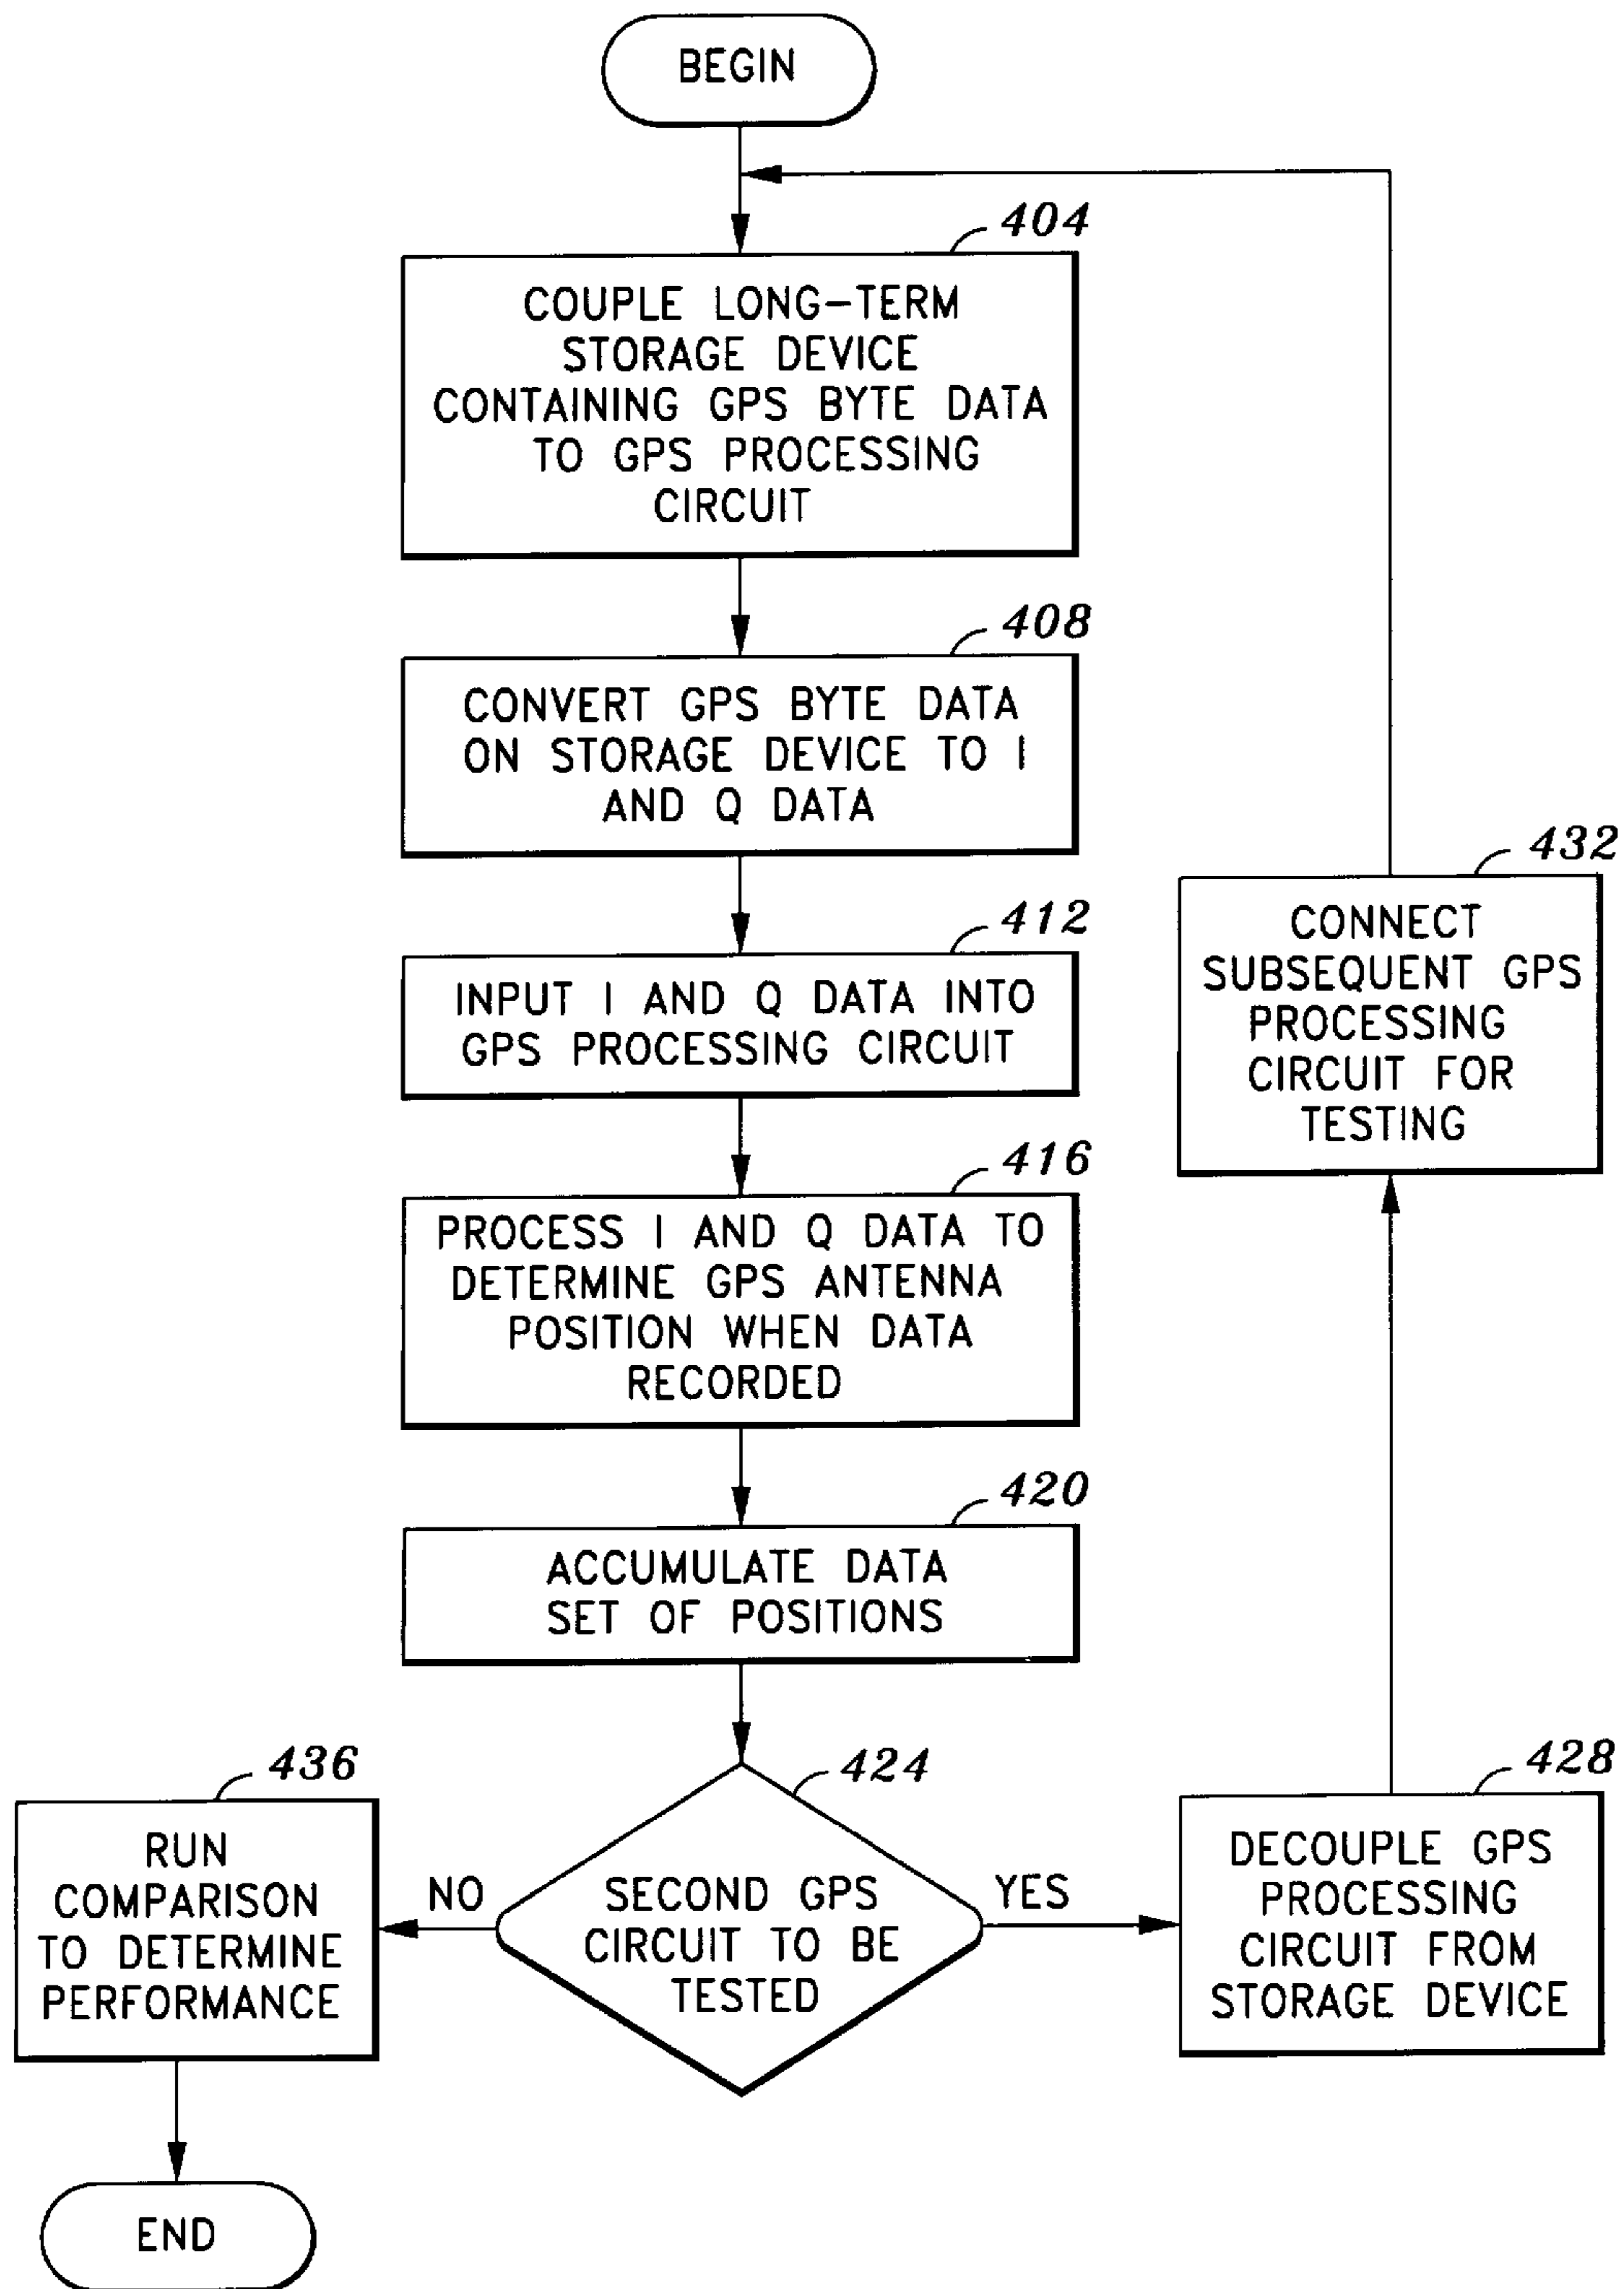 BEGIN
404
COUPLE LONG-TERM
STORAGE DEVICE
CONTAINING GPS BYTE DATA
TO GPS PROCESSING
CIRCUIT
408
CONVERT GPS BYTE DATA
ON STORAGE DEVICE TO I
AND Q DATA
412
INPUT I AND Q DATA INTO
GPS PROCESSING CIRCUIT
416
PROCESS I AND Q DATA TO
DETERMINE GPS ANTENNA
POSITION WHEN DATA
RECORDED
420
ACCUMULATE DATA
SET OF POSITIONS
424
SECOND GPS
CIRCUIT TO BE
TESTED
YES
428
DECOUPLE GPS
PROCESSING
CIRCUIT FROM
STORAGE DEVICE
432
CONNECT
SUBSEQUENT GPS
PROCESSING
CIRCUIT FOR
TESTING
NO
436
RUN
COMPARISON
TO DETERMINE
PERFORMANCE
END